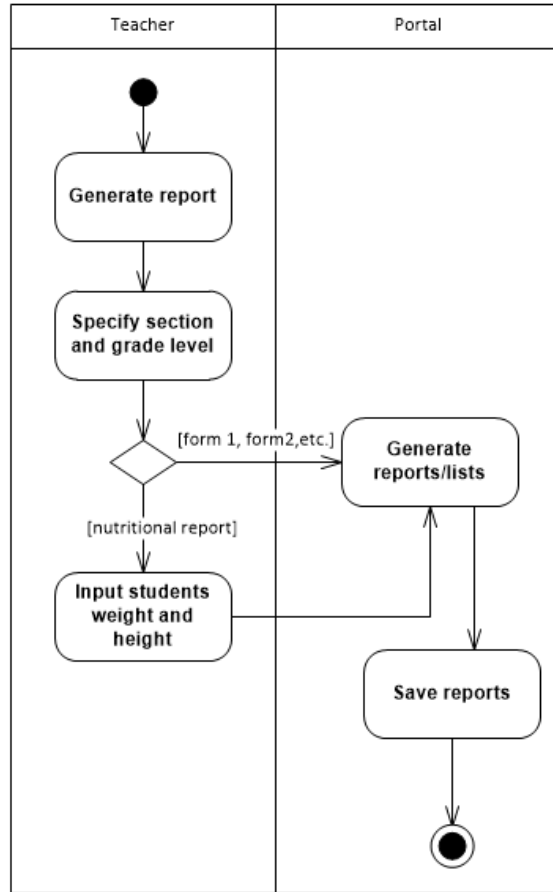 Teacher
Portal
Generate report
Specify section
and grade level
[form 1, form2,etc.]
Generate
reports/lists
[nutritional report]
Input students
weight and
height
Save reports